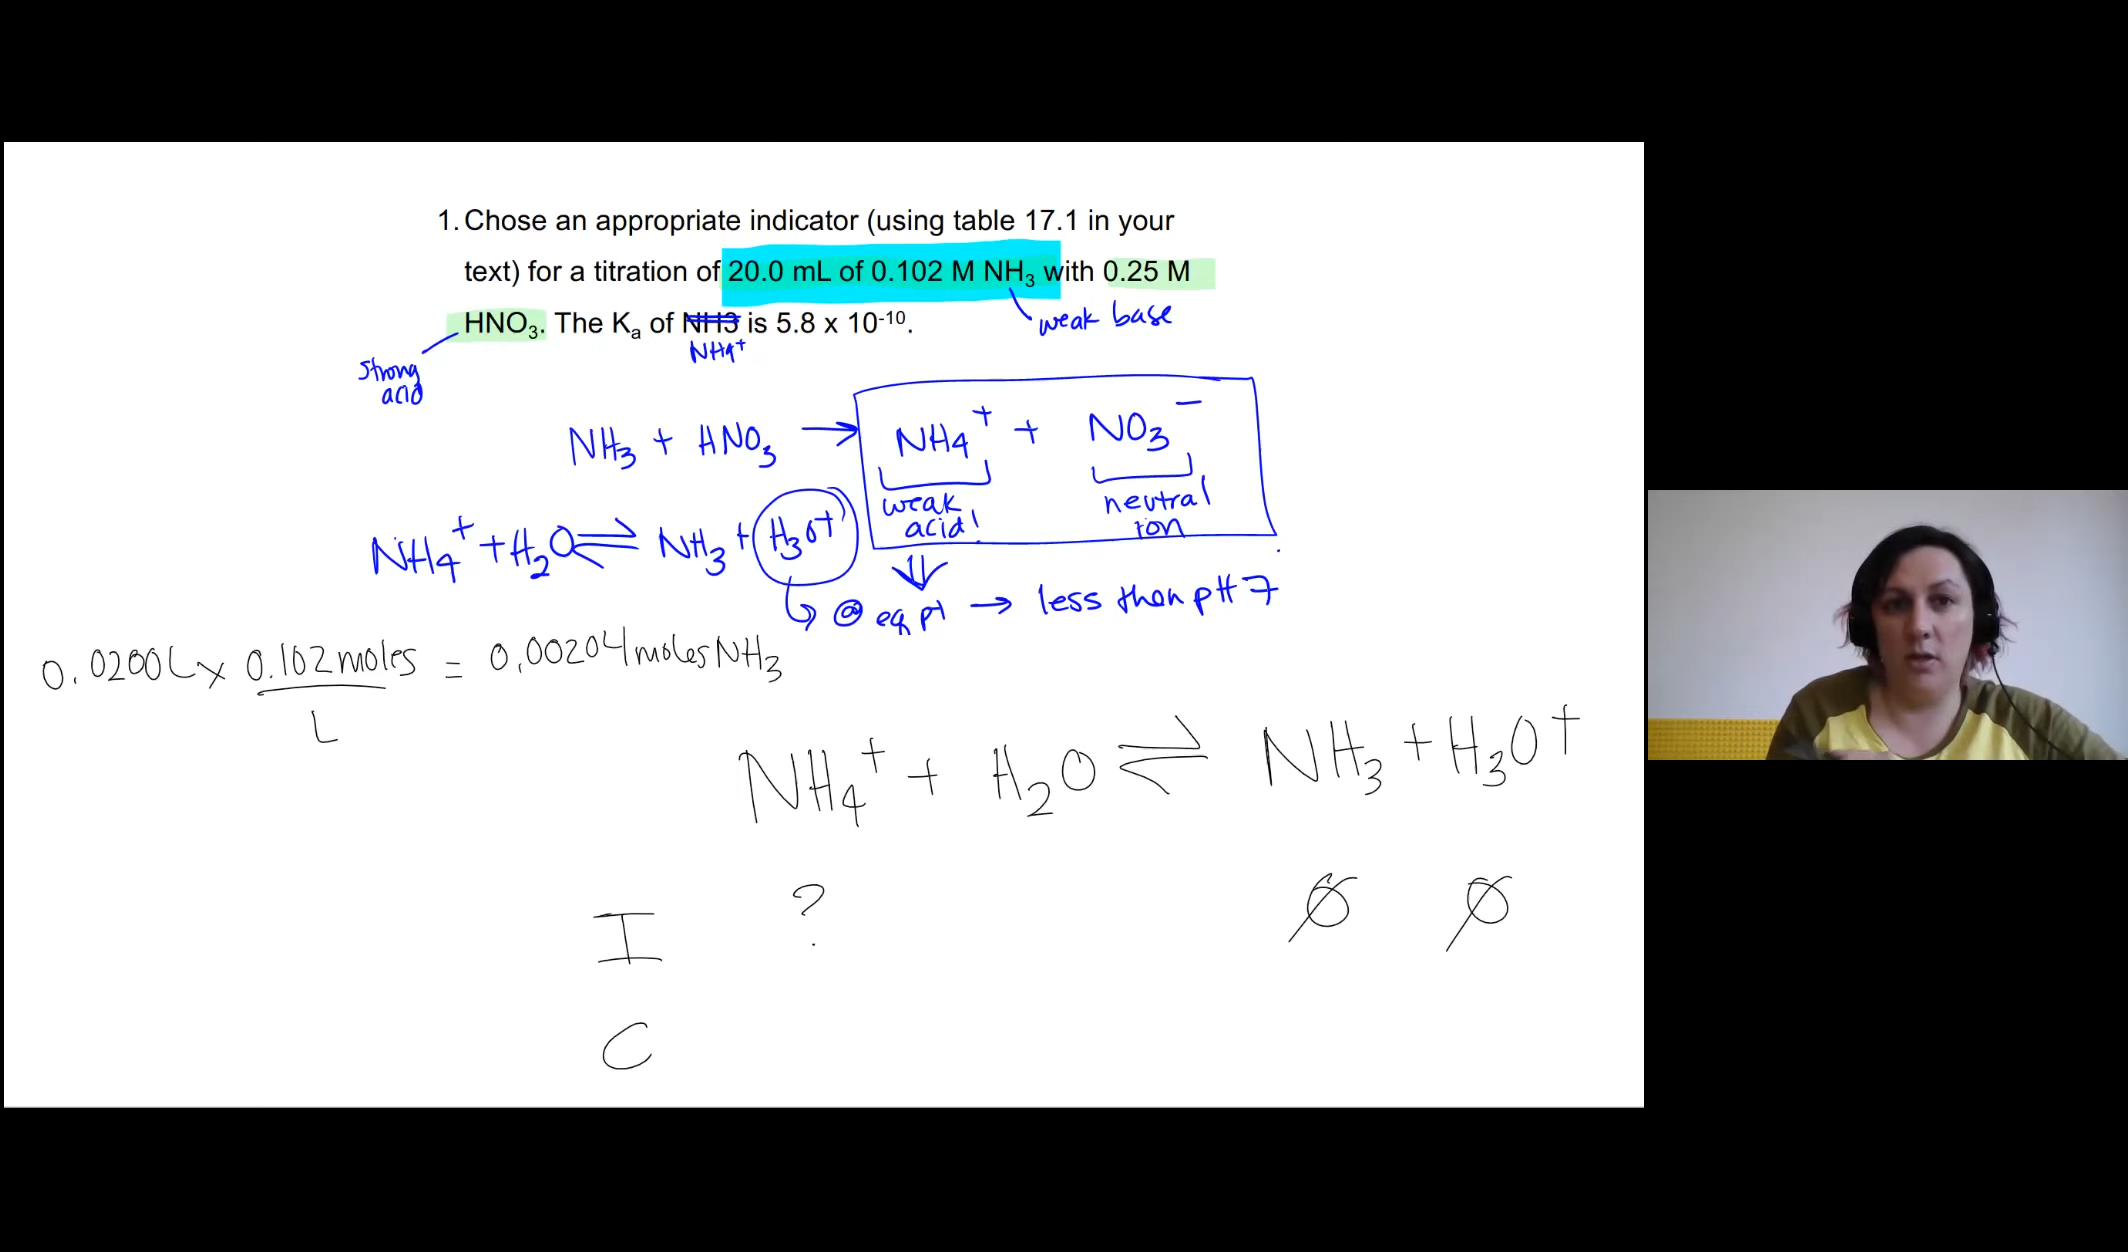 1. Chose an appropriate indicator (using table 17.1 in your
text) for a titration of 20.0 mL of 0.102 M NH₃ with 0.25 M
HNO₃. The Kₐ of NH3 is 5.8 x 10⁻¹⁰.
weak base
NH4⁺
strong
acid
NH₃ + HNO₃ → NH4⁺ + NO₃⁻
weak
acid!
neutral
ion
NH₄⁺ + H₂O ⇌ NH₃ + H₃O⁺
@ eq pt → less than pH 7
0.0200L x 0.102 moles = 0.00204 moles NH₃
L
NH₄⁺ + H₂O ⇌ NH₃ + H₃O⁺
I ? Ø Ø
C